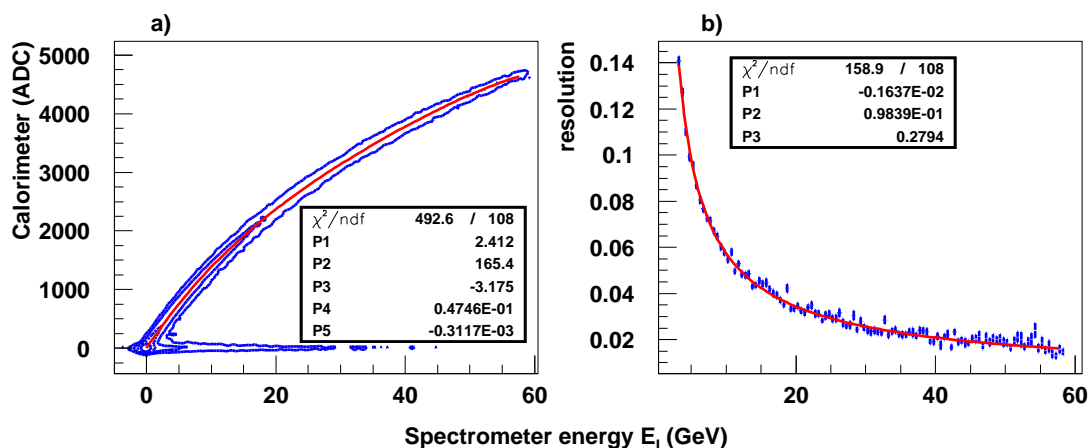 a)
Calorimeter (ADC)
5000
4000
3000
2000
1000
0
χ²/ndf 492.6 / 108
P1 2.412
P2 165.4
P3 -3.175
P4 0.4746E-01
P5 -0.3117E-03
0 20 40 60
b)
resolution
0.14
0.12
0.1
0.08
0.06
0.04
0.02
χ²/ndf 158.9 / 108
P1 -0.1637E-02
P2 0.9839E-01
P3 0.2794
20 40 60
Spectrometer energy E_l (GeV)